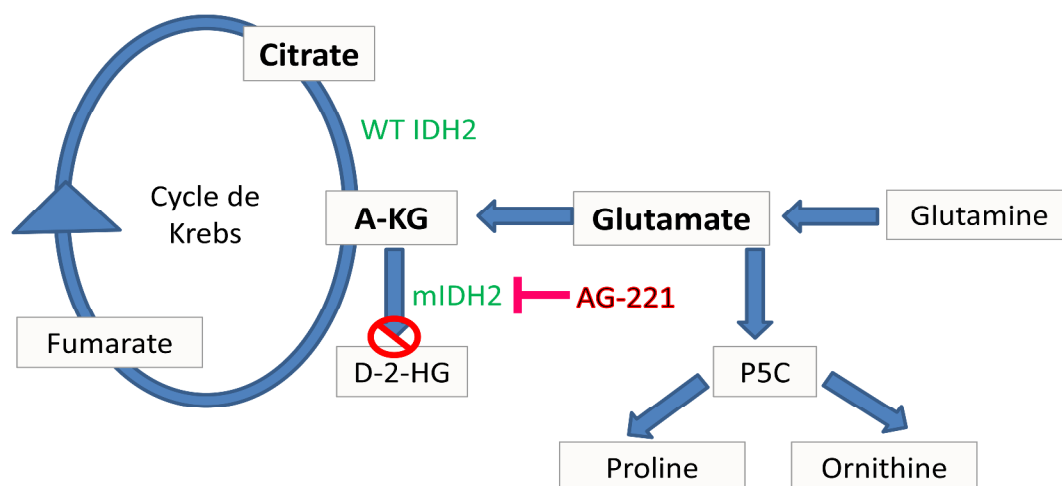 Citrate
WT IDH2
Cycle de
Krebs
A-KG
Glutamate
Glutamine
mIDH2
AG-221
Fumarate
D-2-HG
P5C
Proline
Ornithine